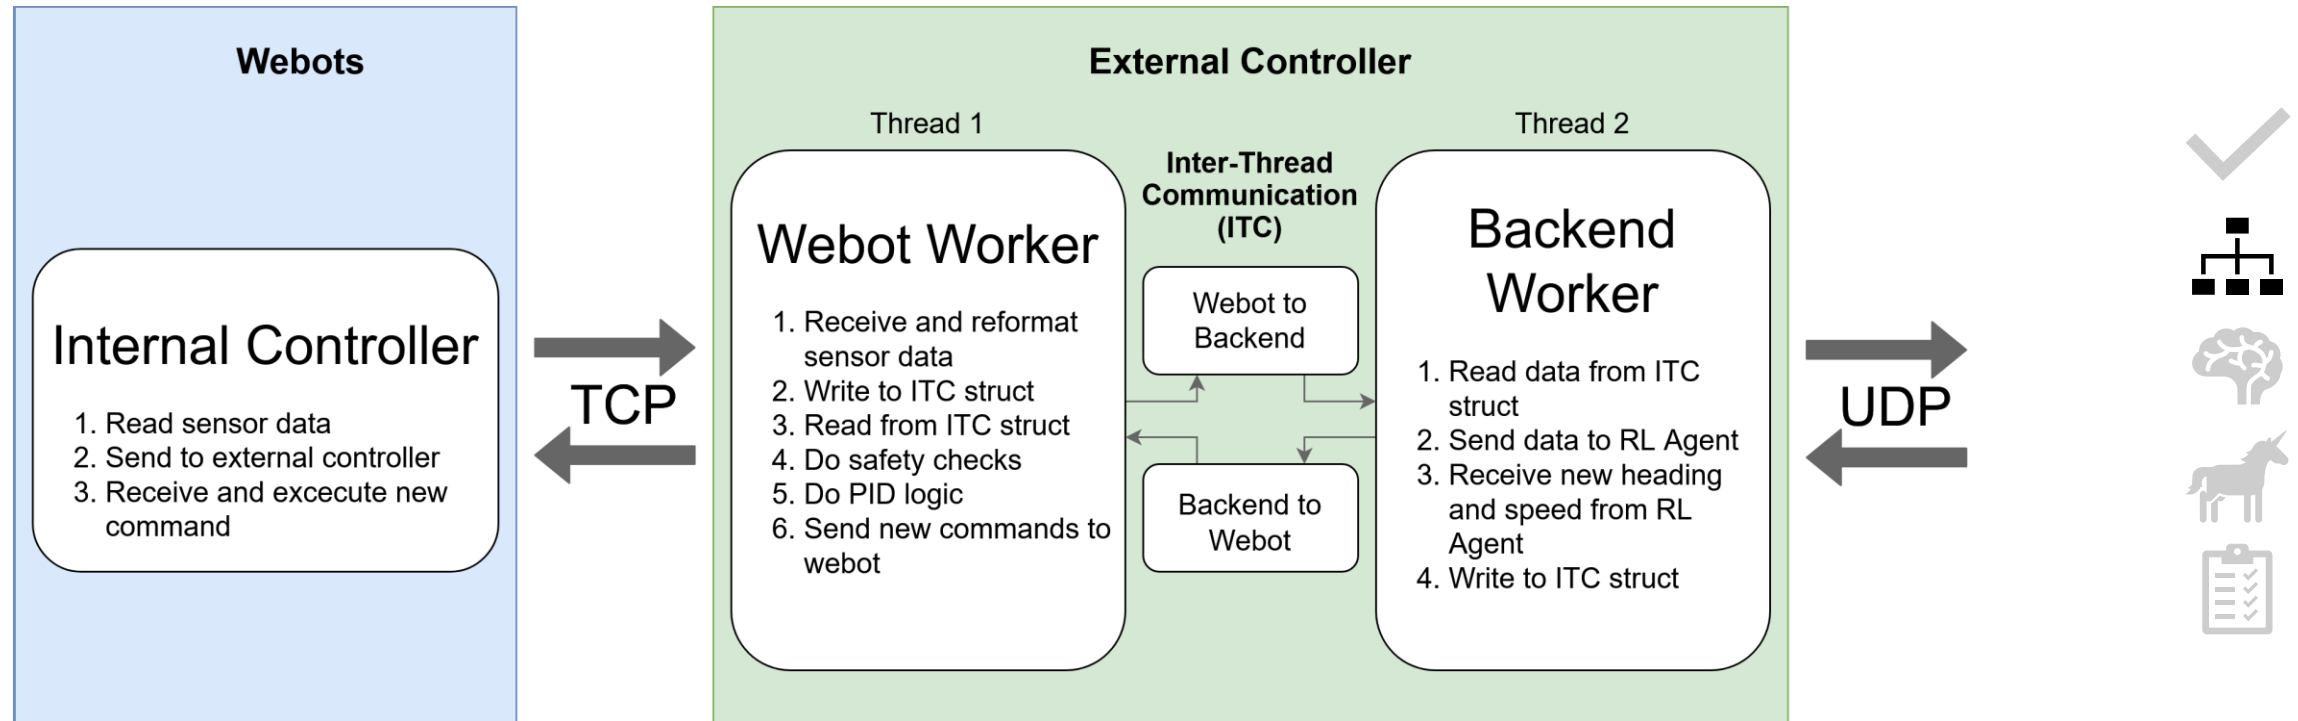 Webots
Internal Controller
1. Read sensor data
2. Send to external controller
3. Receive and excecute new
command
TCP
External Controller
Thread 1
Webot Worker
1. Receive and reformat
sensor data
2. Write to ITC struct
3. Read from ITC struct
4. Do safety checks
5. Do PID logic
6. Send new commands to
webot
Inter-Thread
Communication
(ITC)
Webot to
Backend
Backend to
Webot
Thread 2
Backend
Worker
1. Read data from ITC
struct
2. Send data to RL Agent
3. Receive new heading
and speed from RL
Agent
4. Write to ITC struct
UDP